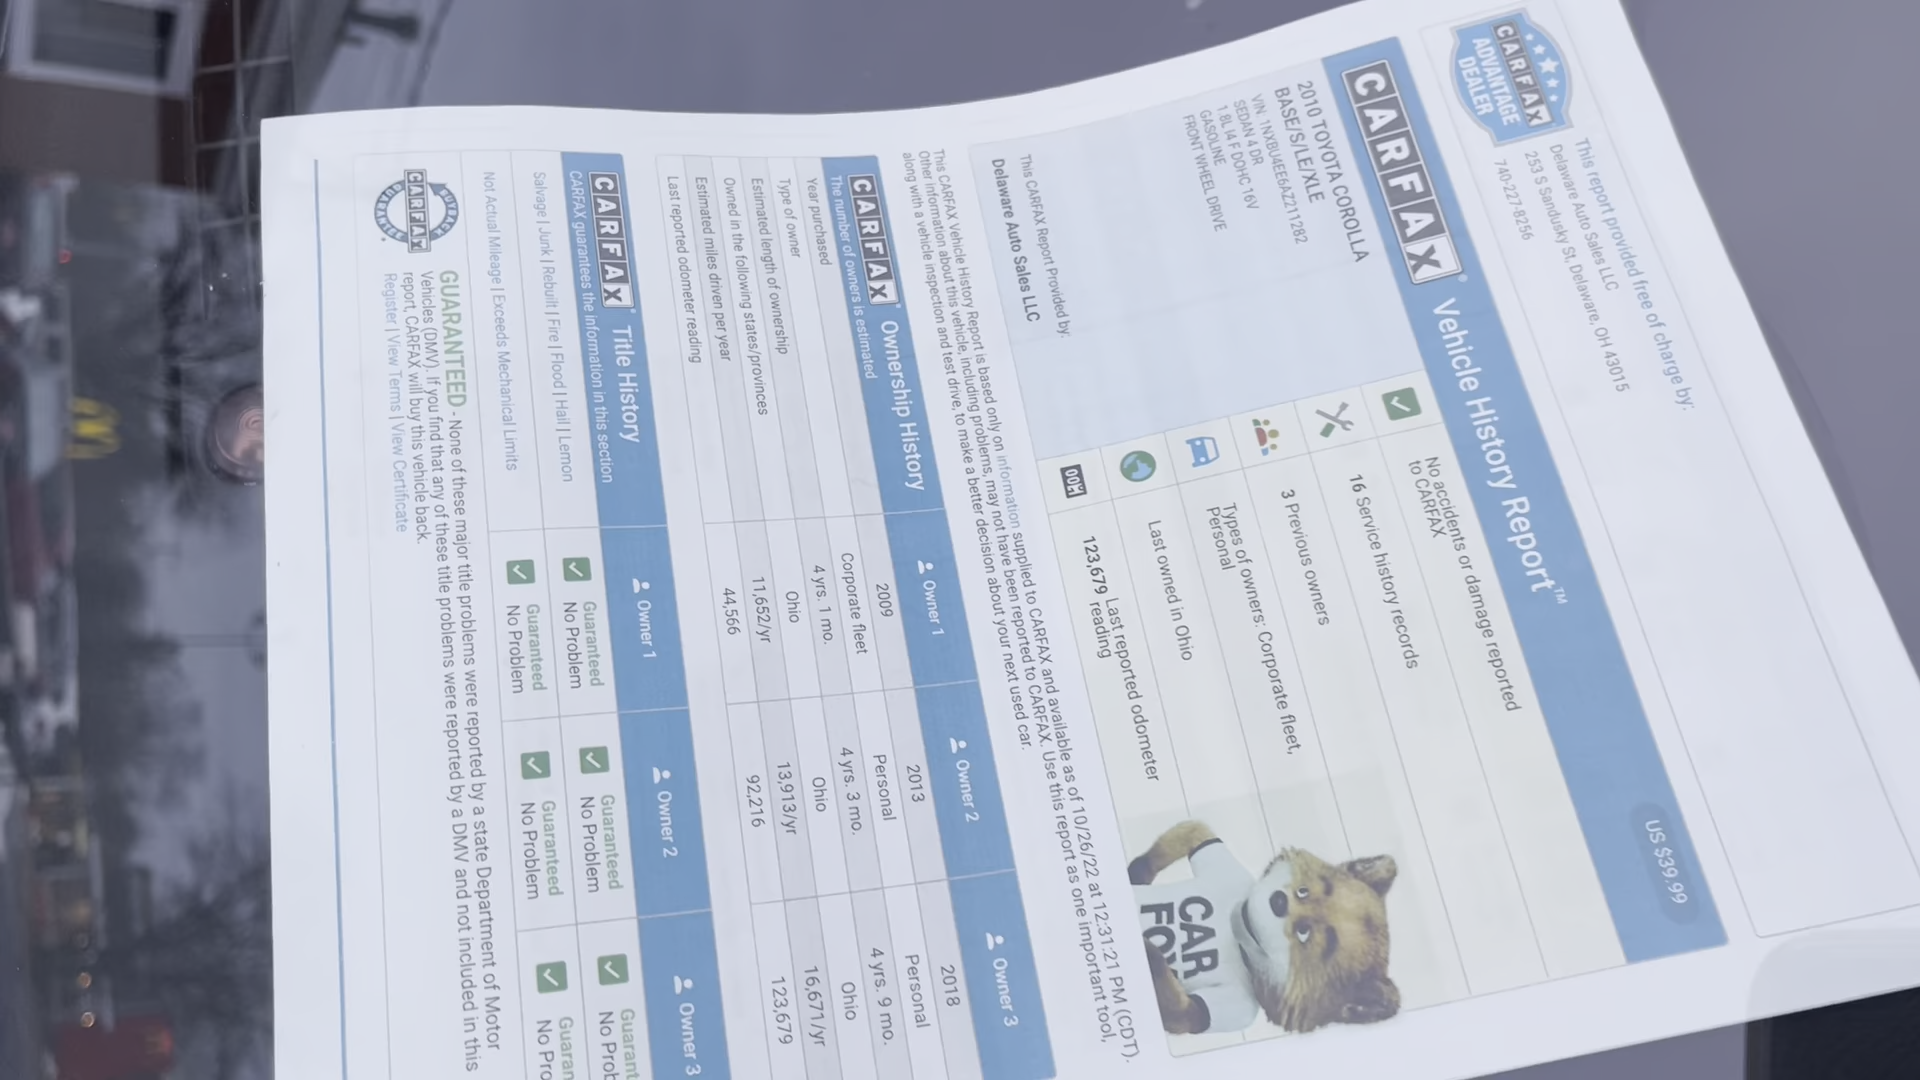 This report provided free of charge by:
CARFAX
ADVANTAGE
DEALER
Delaware Auto Sales LLC
253 S Sandusky St, Delaware, OH 43015
740-227-8256
CARFAX Vehicle History Report™
US $39.99
2010 TOYOTA COROLLA
BASE/S/LE/XLE
VIN: 1NXBU4EE6AZ211282
SEDAN 4 DR
1.8L I4 F DOHC 16V
GASOLINE
FRONT WHEEL DRIVE
This CARFAX Report Provided by:
Delaware Auto Sales LLC
No accidents or damage reported
to CARFAX
16 Service history records
3 Previous owners
Types of owners: Corporate fleet,
Personal
Last owned in Ohio
123,679 Last reported odometer
reading
CAR
FOX
This CARFAX Vehicle History Report is based only on information supplied to CARFAX and available as of 10/26/22 at 12:31:21 PM (CDT).
Other information about this vehicle, including problems, may not have been reported to CARFAX. Use this report as one important tool,
along with a vehicle inspection and test drive, to make a better decision about your next used car.
CARFAX Ownership History
The number of owners is estimated
Owner 1 Owner 2 Owner 3
Year purchased 2009 2013 2018
Type of owner Corporate fleet Personal Personal
Estimated length of ownership 4 yrs. 1 mo. 4 yrs. 3 mo. 4 yrs. 9 mo.
Owned in the following states/provinces Ohio Ohio Ohio
Estimated miles driven per year 11,652/yr 13,913/yr 16,671/yr
Last reported odometer reading 44,566 92,216 123,679
CARFAX Title History
CARFAX guarantees the information in this section
Owner 1 Owner 2 Owner 3
Salvage | Junk | Rebuilt | Fire | Flood | Hail | Lemon Guaranteed Guaranteed Guarant
No Problem No Problem No Prob
Not Actual Mileage | Exceeds Mechanical Limits Guaranteed Guaranteed Guaran
No Problem No Problem No Pro
CARFAX
GUARANTEED - None of these major title problems were reported by a state Department of Motor
Vehicles (DMV). If you find that any of these title problems were reported by a DMV and not included in this
report, CARFAX will buy this vehicle back.
Register | View Terms | View Certificate